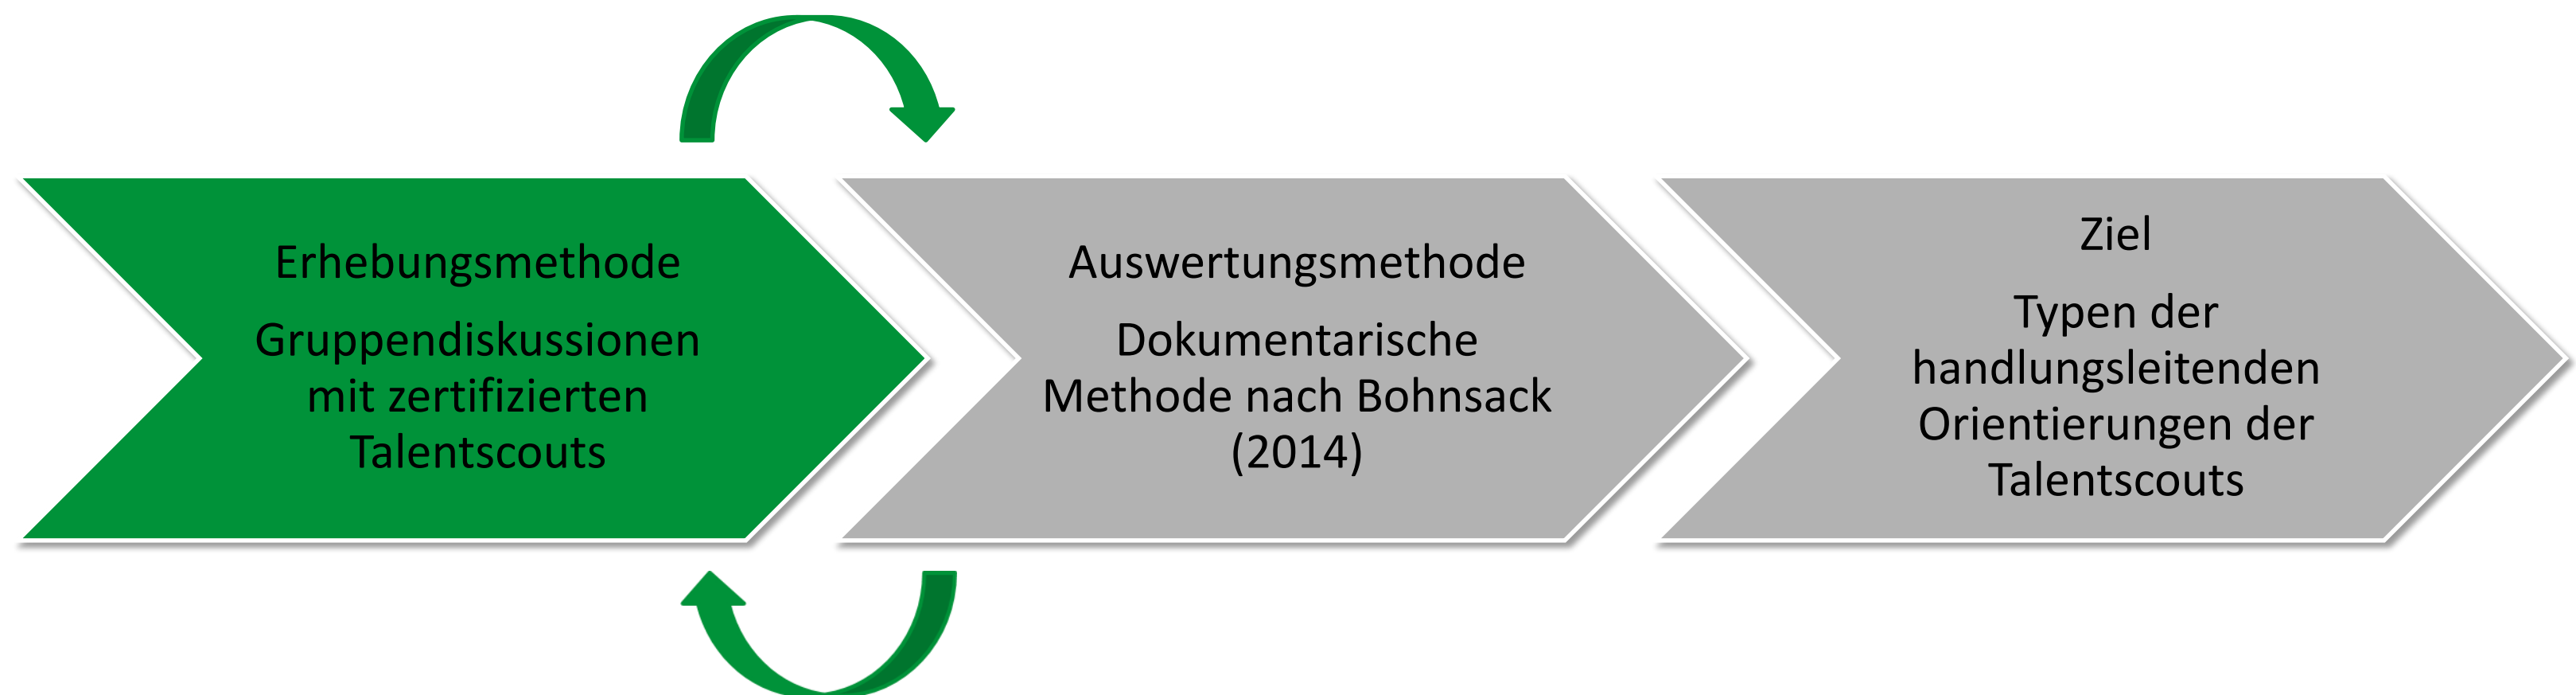 Erhebungsmethode
Gruppendiskussionen
mit zertifizierten
Talentscouts
Auswertungsmethode
Dokumentarische
Methode nach Bohnsack
(2014)
Ziel
Typen der
handlungsleitenden
Orientierungen der
Talentscouts